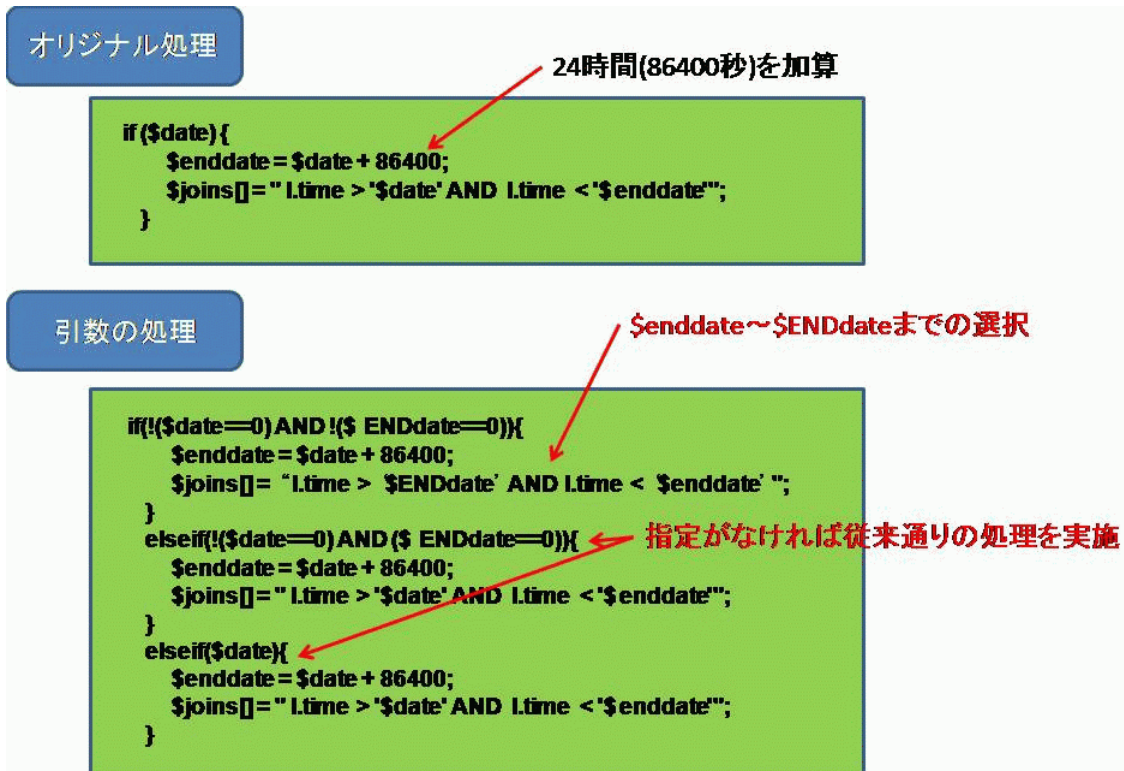 オリジナル処理
24時間(86400秒)を加算
if ($date) {
$enddate = $date + 86400;
$joins[] = " l.time > '$date' AND l.time < '$enddate'";
}
引数の処理
$enddate～$ENDdateまでの選択
if(!($date==0) AND !($ ENDdate==0)){
$enddate = $date + 86400;
$joins[] = “l.time > '$ENDdate’ AND l.time < '$enddate’ ";
}
elseif(!($date==0) AND ($ ENDdate==0)){
指定がなければ従来通りの処理を実施
$enddate = $date + 86400;
$joins[] = " l.time > '$date' AND l.time < '$enddate'";
}
elseif($date){
$enddate = $date + 86400;
$joins[] = " l.time > '$date' AND l.time < '$enddate'";
}